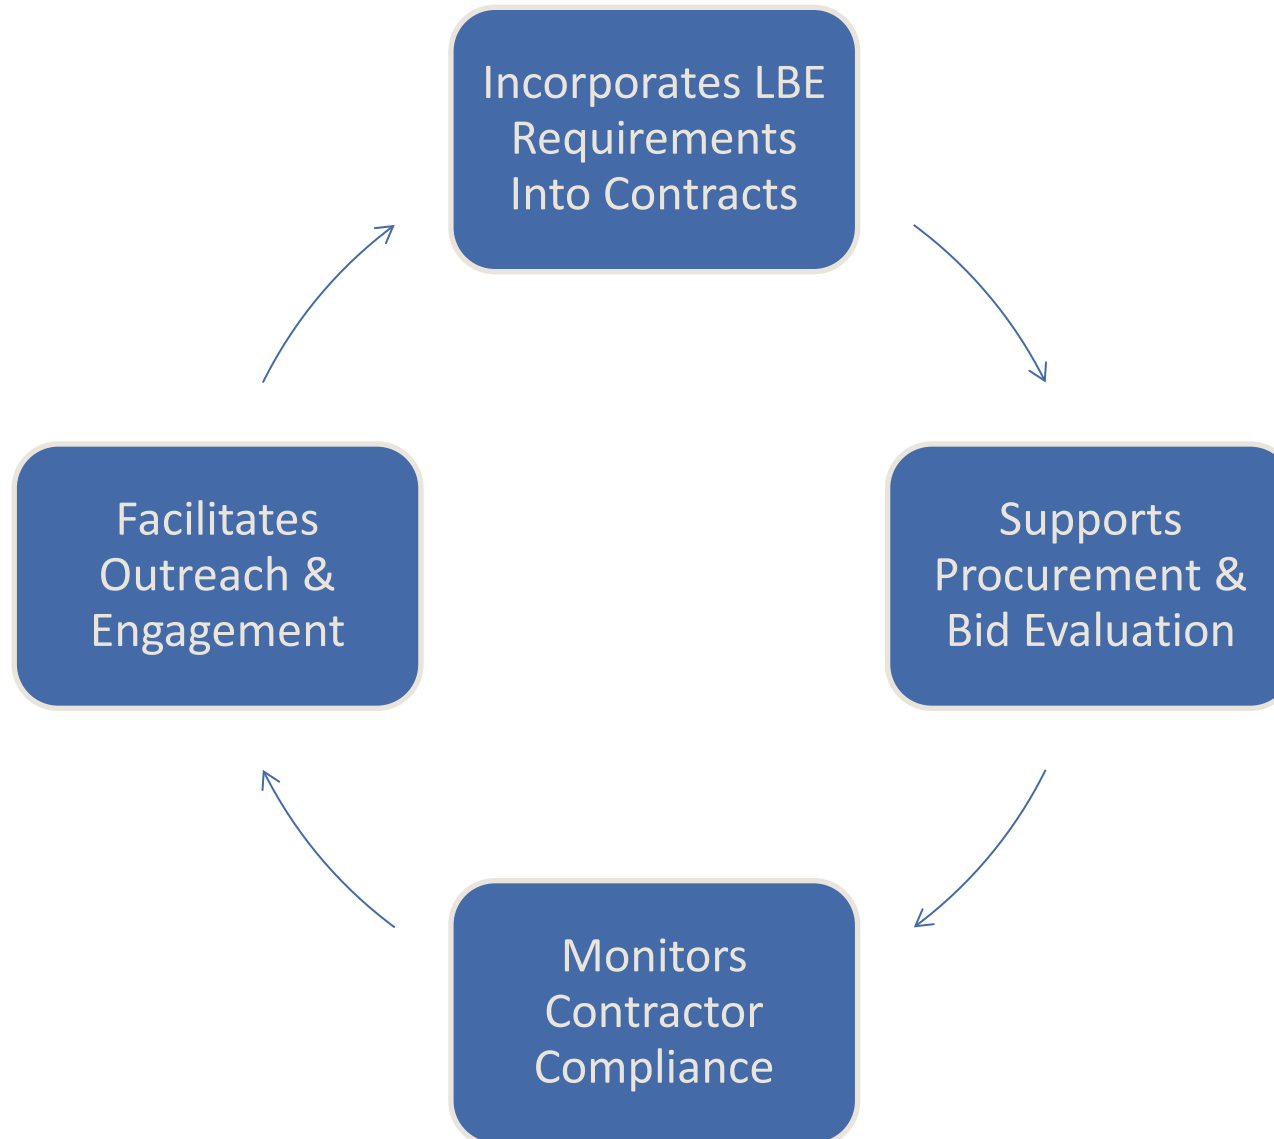 Incorporates LBE
Requirements
Into Contracts
Supports
Procurement &
Bid Evaluation
Monitors
Contractor
Compliance
Facilitates
Outreach &
Engagement